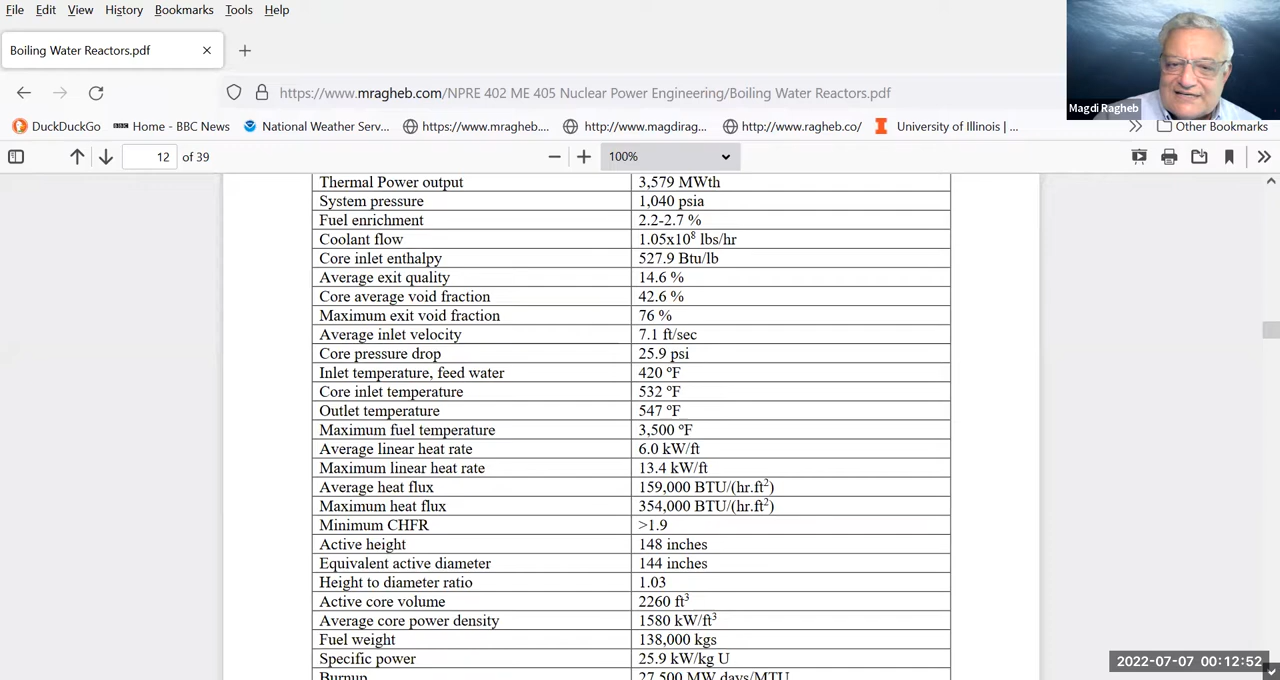 File Edit View History Bookmarks Tools Help
Boiling Water Reactors.pdf
https://www.mragheb.com/NPRE 402 ME 405 Nuclear Power Engineering/Boiling Water Reactors.pdf
Magdi Ragheb
DuckDuckGo BBC Home - BBC News National Weather Serv... https://www.mragheb.... http://www.magdirag... http://www.ragheb.co/ University of Illinois | ... Other Bookmarks
12 of 39 100%
Thermal Power output 3,579 MWth
System pressure 1,040 psia
Fuel enrichment 2.2-2.7 %
Coolant flow 1.05x10⁸ lbs/hr
Core inlet enthalpy 527.9 Btu/lb
Average exit quality 14.6 %
Core average void fraction 42.6 %
Maximum exit void fraction 76 %
Average inlet velocity 7.1 ft/sec
Core pressure drop 25.9 psi
Inlet temperature, feed water 420 ºF
Core inlet temperature 532 ºF
Outlet temperature 547 ºF
Maximum fuel temperature 3,500 ºF
Average linear heat rate 6.0 kW/ft
Maximum linear heat rate 13.4 kW/ft
Average heat flux 159,000 BTU/(hr.ft²)
Maximum heat flux 354,000 BTU/(hr.ft²)
Minimum CHFR >1.9
Active height 148 inches
Equivalent active diameter 144 inches
Height to diameter ratio 1.03
Active core volume 2260 ft³
Average core power density 1580 kW/ft³
Fuel weight 138,000 kgs
Specific power 25.9 kW/kg U
Burnup 27,500 MW.days/MTU
2022-07-07 00:12:52